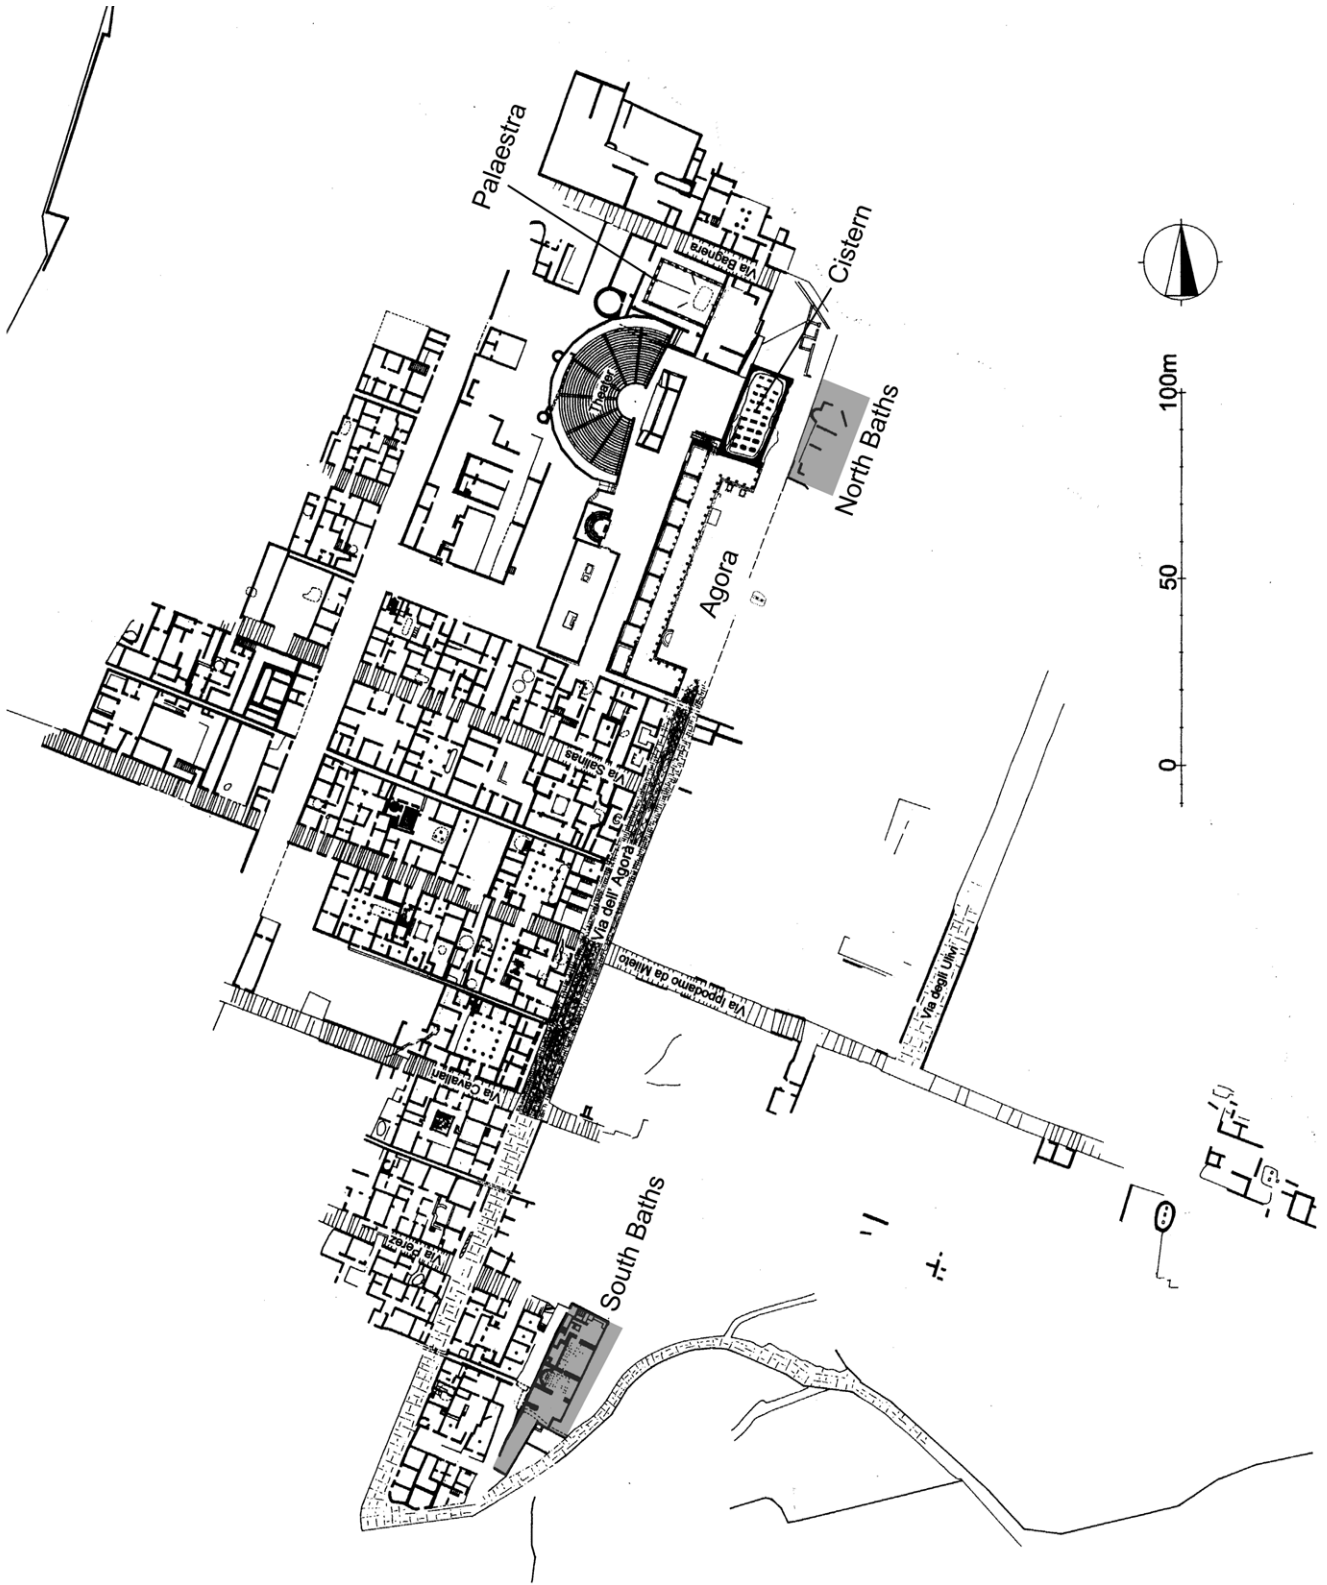 Palaestra
Via Bagnera
Cistern
Theater
North Baths
Agora
100m
50
0
Via Salinas
Via dell' Agorà
Via Ippodamo da Mileto
Via degli Ulivi
Via Cavallari
Via Perez
South Baths